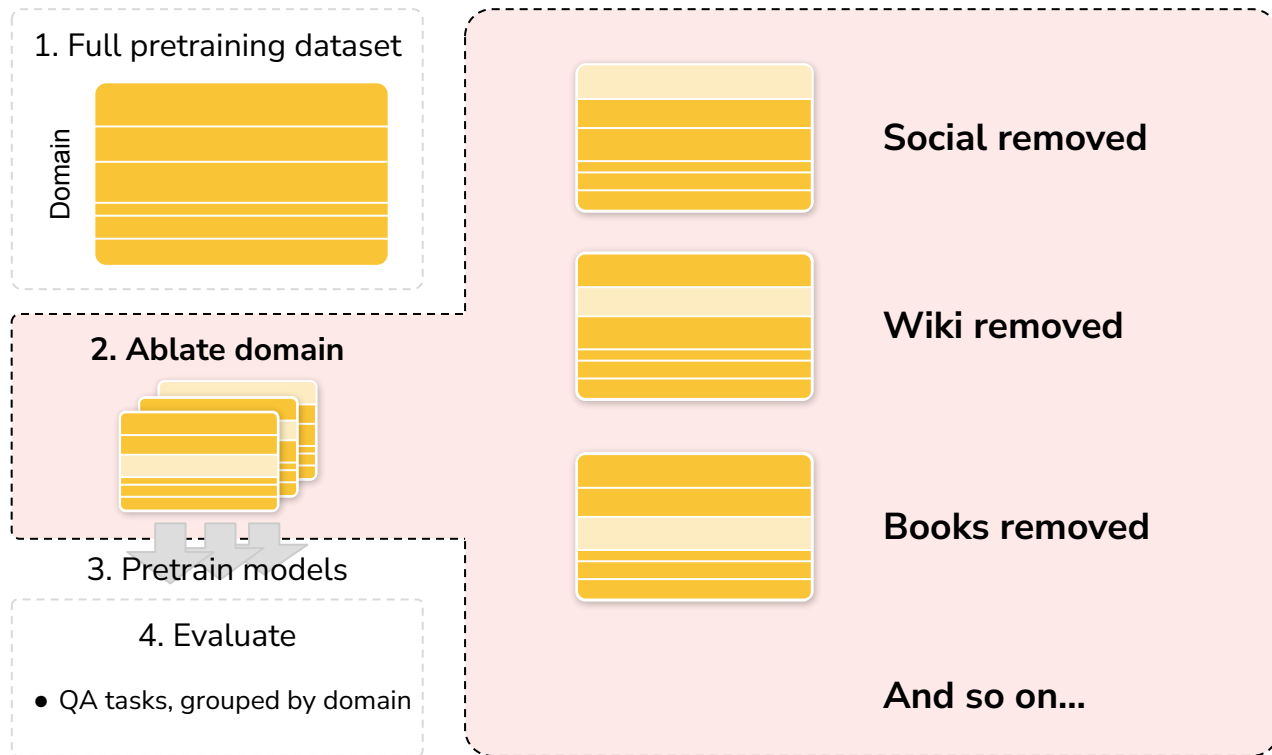 1. Full pretraining dataset
Domain
2. Ablate domain
3. Pretrain models
4. Evaluate
● QA tasks, grouped by domain
Social removed
Wiki removed
Books removed
And so on...